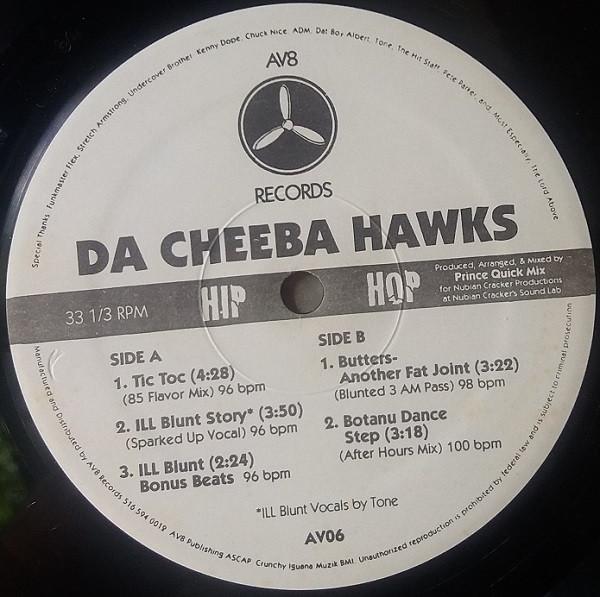 Special Thanks: Funkmaster Flex, Stretch Armstrong, Undercover Brother, Kenny Dope, Chuck Nice, ADM, Dat Boy Albert, Tone, The Hit Staff, Pete Parker, and, Most Especially, The Lord Above
AV8
RECORDS
DA CHEEBA HAWKS
33 1/3 RPM
HIP HOP
Produced, Arranged, & Mixed by
Prince Quick Mix
for Nubian Cracker Productions
at Nubian Cracker's Sound Lab
SIDE A
1. Tic Toc (4:28)
(85 Flavor Mix) 96 bpm
2. ILL Blunt Story* (3:50)
(Sparked Up Vocal) 96 bpm
3. ILL Blunt (2:24)
Bonus Beats 96 bpm
SIDE B
1. Butters-
Another Fat Joint (3:22)
(Blunted 3 AM Pass) 98 bpm
2. Botanu Dance
Step (3:18)
(After Hours Mix) 100 bpm
*ILL Blunt Vocals by Tone
AV06
Manufactured and Distributed by AV8 Records 516 594 0019 AV8 Publishing ASCAP Crunchy Iguana Muzik BMI. Unauthorized reproduction is prohibited by federal law and is subject to criminal prosecution